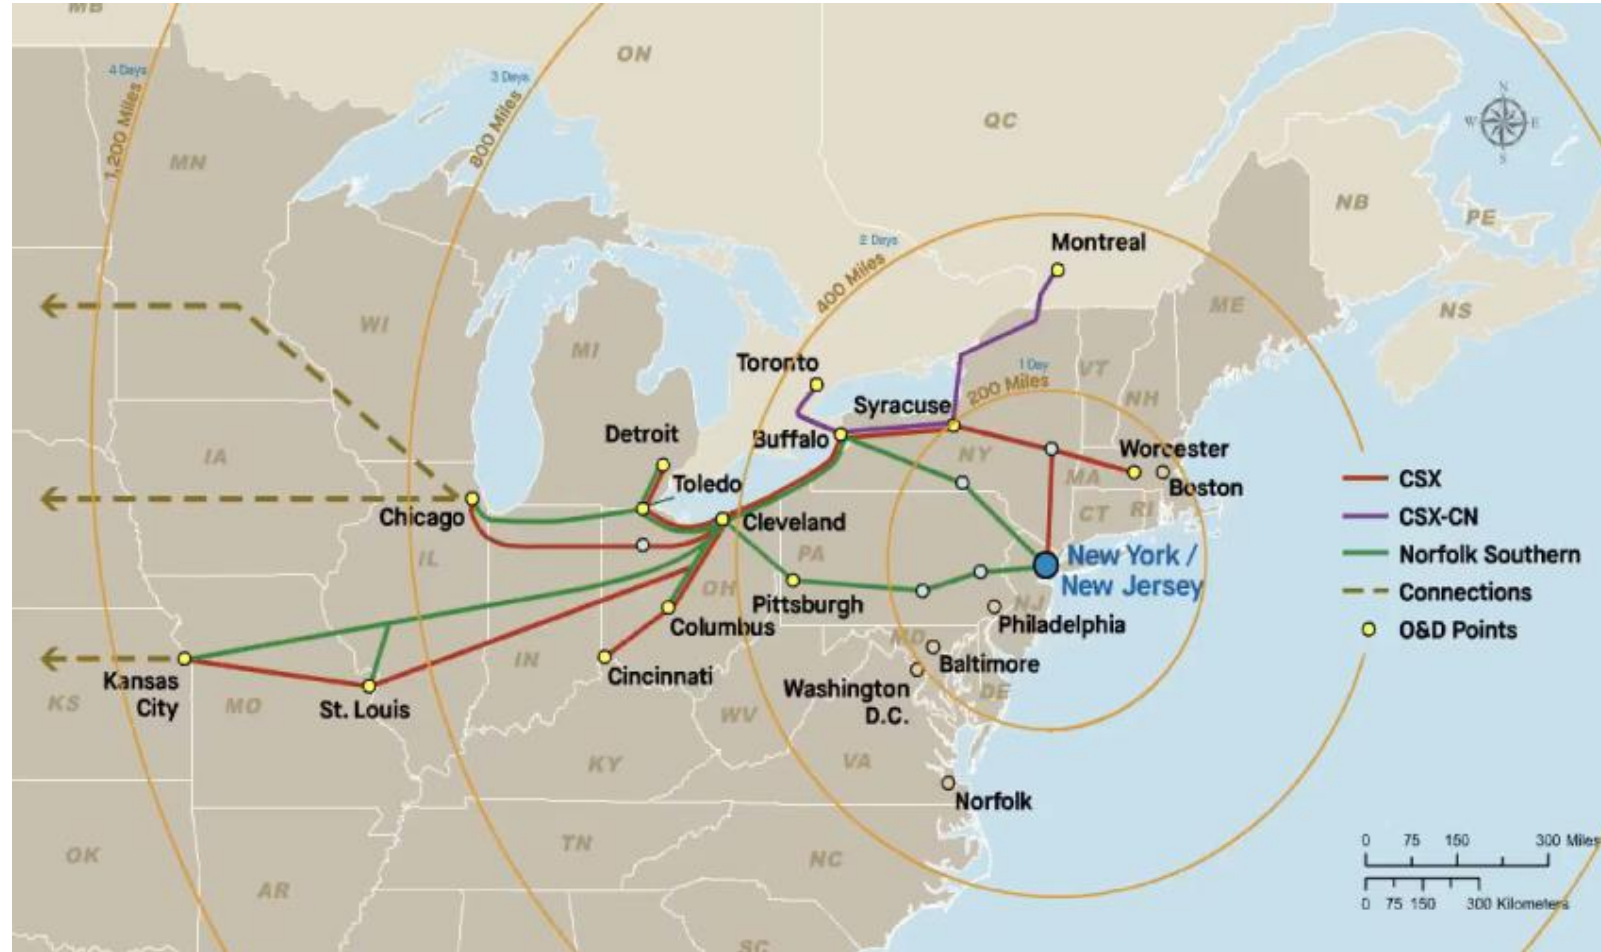 MB
ON
QC
4 Days
1,200 Miles
3 Days
800 Miles
N
W
E
S
MN
NB
PE
2 Days
400 Miles
Montreal
ME
NS
WI
MI
Toronto
1 Day
200 Miles
VT
NH
Syracuse
Detroit
Buffalo
Worcester
IA
NY
MA
Boston
Toledo
CSX
Chicago
Cleveland
CT
RI
CSX-CN
IL
PA
New York /
New Jersey
Norfolk Southern
OH
Pittsburgh
NJ
Connections
Columbus
Philadelphia
O&D Points
MD
IN
Baltimore
Kansas
City
Cincinnati
Washington
D.C.
DE
KS
MO
St. Louis
WV
KY
VA
Norfolk
TN
NC
OK
AR
SC
0 75 150 300 Miles
0 75 150 300 Kilometers